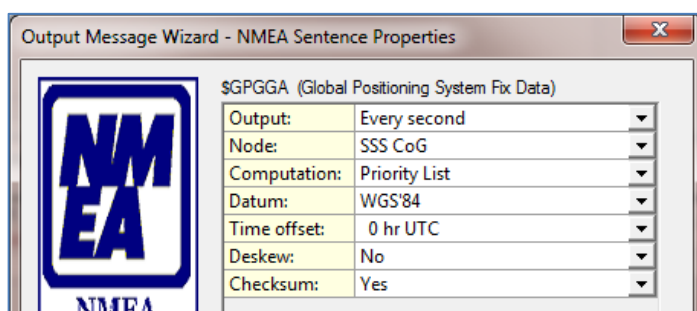 Output Message Wizard - NMEA Sentence Properties
x
$GPGGA (Global Positioning System Fix Data)
NM
EA
NMEA
Output: Every second
Node: SSS CoG
Computation: Priority List
Datum: WGS'84
Time offset: 0 hr UTC
Deskew: No
Checksum: Yes